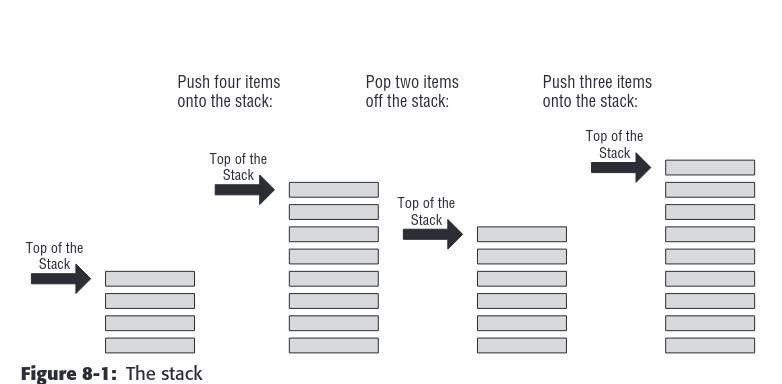 Push four items
onto the stack:
Pop two items
off the stack:
Push three items
onto the stack:
Top of the
Stack
Top of the
Stack
Top of the
Stack
Top of the
Stack
Figure 8-1: The stack